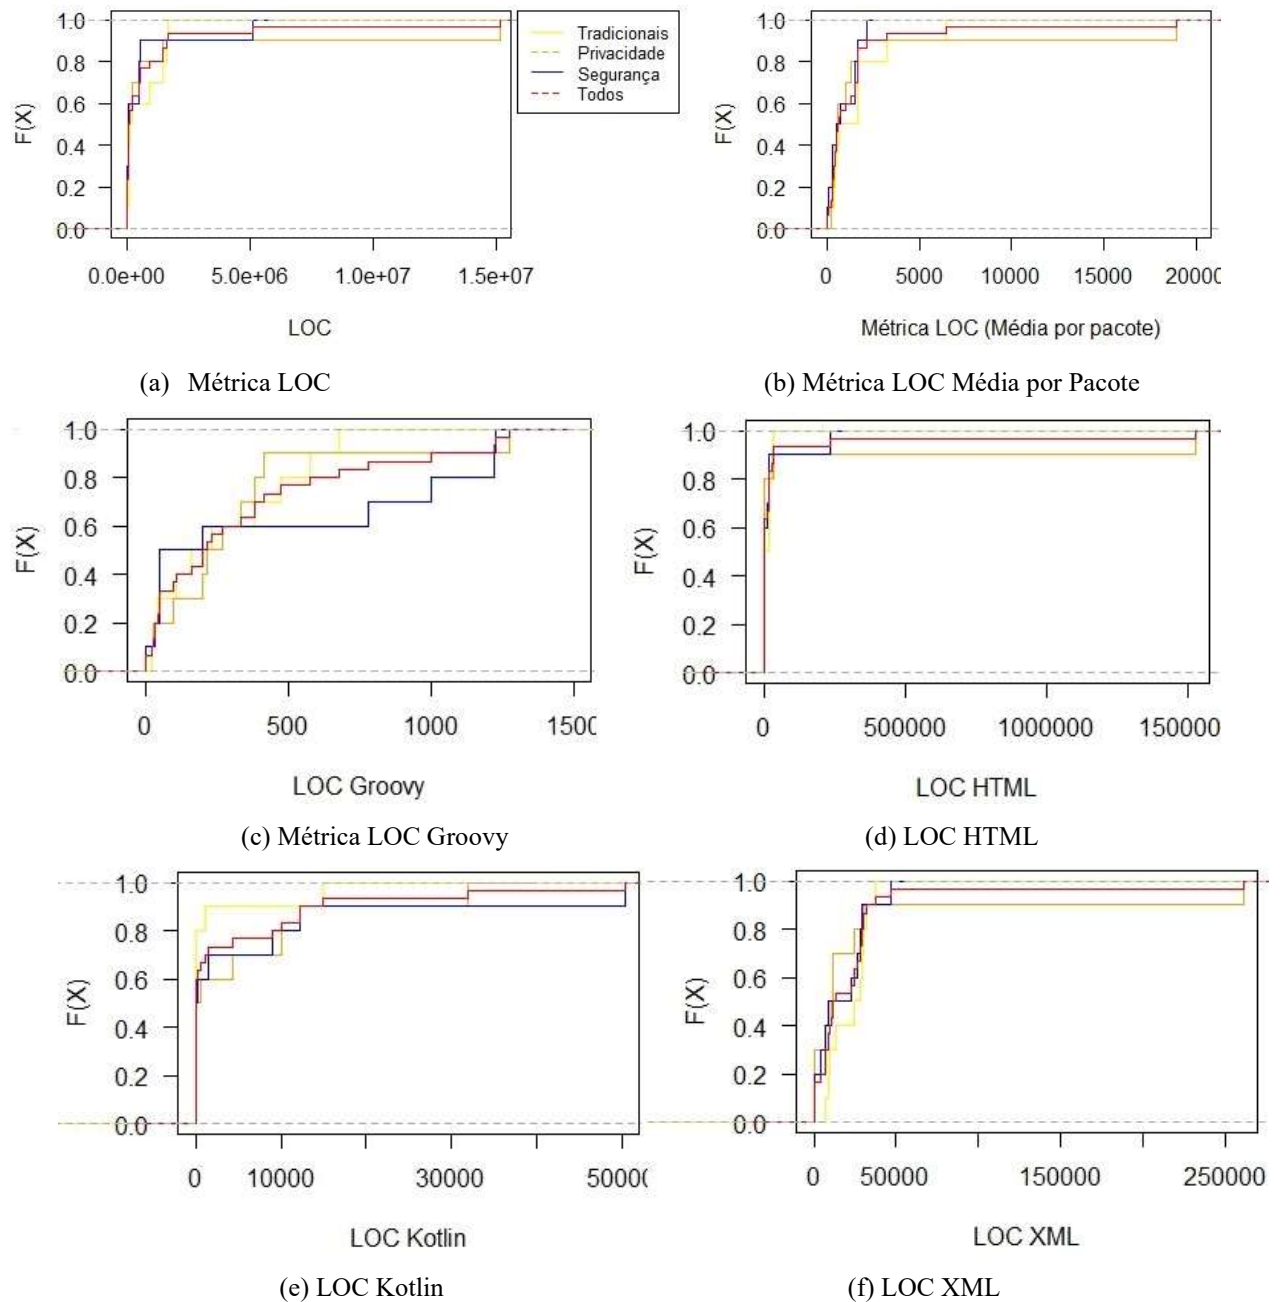 1.0
0.8
0.6
0.4
0.2
0.0
F(X)
0.0e+00 5.0e+06 1.0e+07 1.5e+07
LOC
Tradicionais
Privacidade
Segurança
Todos
1.0
0.8
0.6
0.4
0.2
0.0
F(X)
0 5000 10000 15000 20000
Métrica LOC (Média por pacote)
(a) Métrica LOC
(b) Métrica LOC Média por Pacote
1.0
0.8
0.6
0.4
0.2
0.0
F(X)
0 500 1000 1500
LOC Groovy
1.0
0.8
0.6
0.4
0.2
0.0
F(X)
0 500000 1000000 150000
LOC HTML
(c) Métrica LOC Groovy
(d) LOC HTML
1.0
0.8
0.6
0.4
0.2
0.0
F(X)
0 10000 30000 50000
LOC Kotlin
1.0
0.8
0.6
0.4
0.2
0.0
F(X)
0 50000 150000 250000
LOC XML
(e) LOC Kotlin
(f) LOC XML